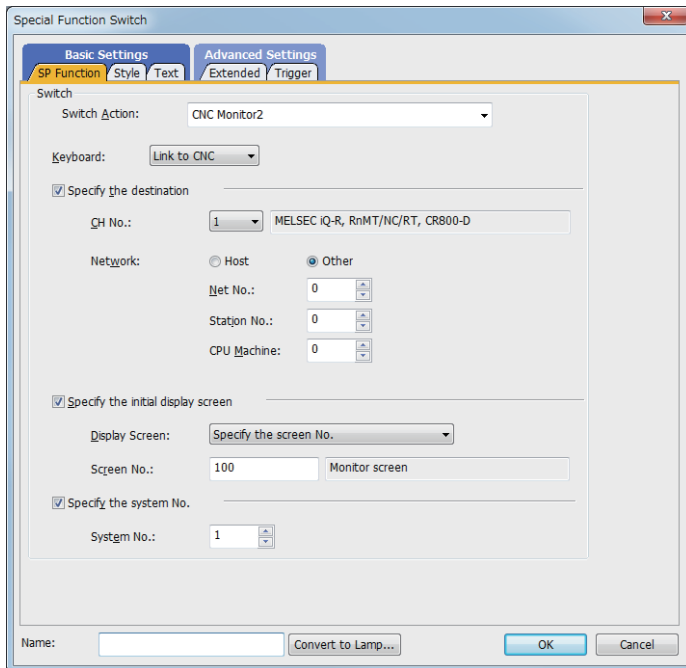 Special Function Switch
Basic Settings Advanced Settings
SP Function Style Text Extended Trigger
Switch
Switch Action: CNC Monitor2
Keyboard: Link to CNC
Specify the destination
CH No.: 1 MELSEC iQ-R, RnMT/NC/RT, CR800-D
Network: Host Other
Net No.: 0
Station No.: 0
CPU Machine: 0
Specify the initial display screen
Display Screen: Specify the screen No.
Screen No.: 100 Monitor screen
Specify the system No.
System No.: 1
Name: Convert to Lamp... OK Cancel